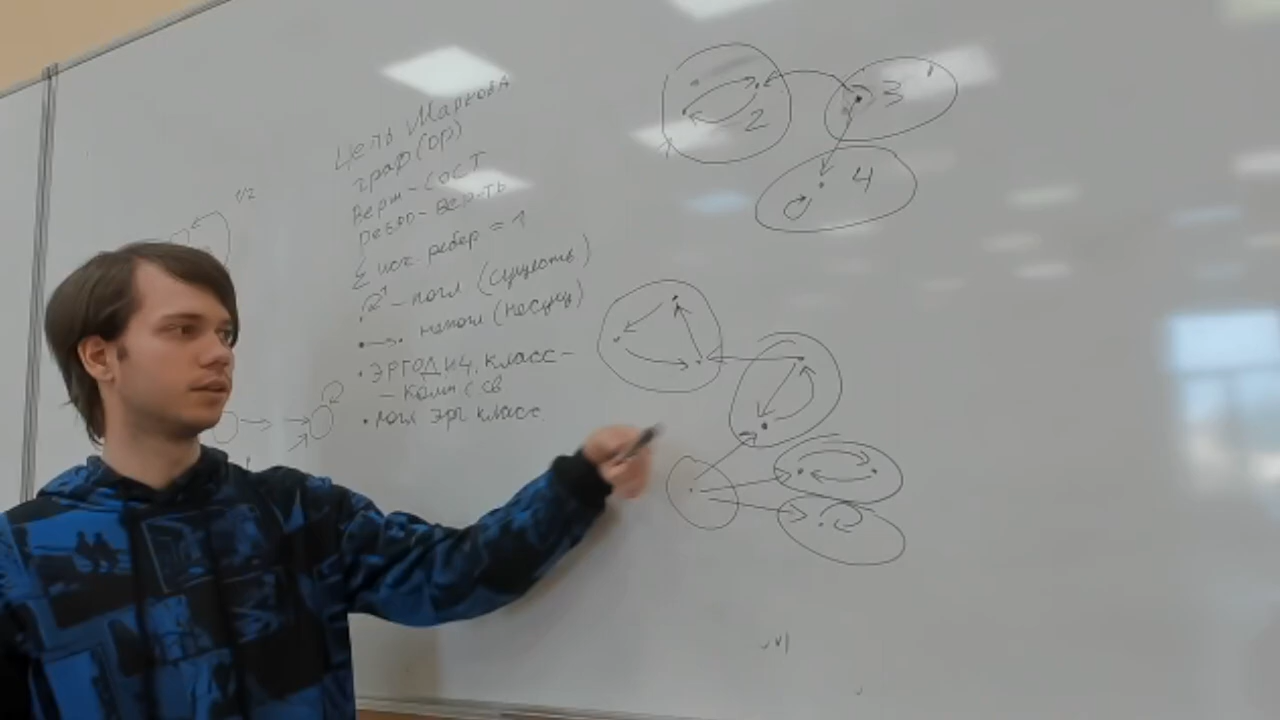 Цепь Маркова
граф (ор)
Верш - сост
ребро - вер-ть
Σ исх. ребер = 1
1 - погл (существ)
непогл (несущ)
• ЭРГОДИЧ. класс -
- комп с св
• погл эрг класс
1/2
2
3
4